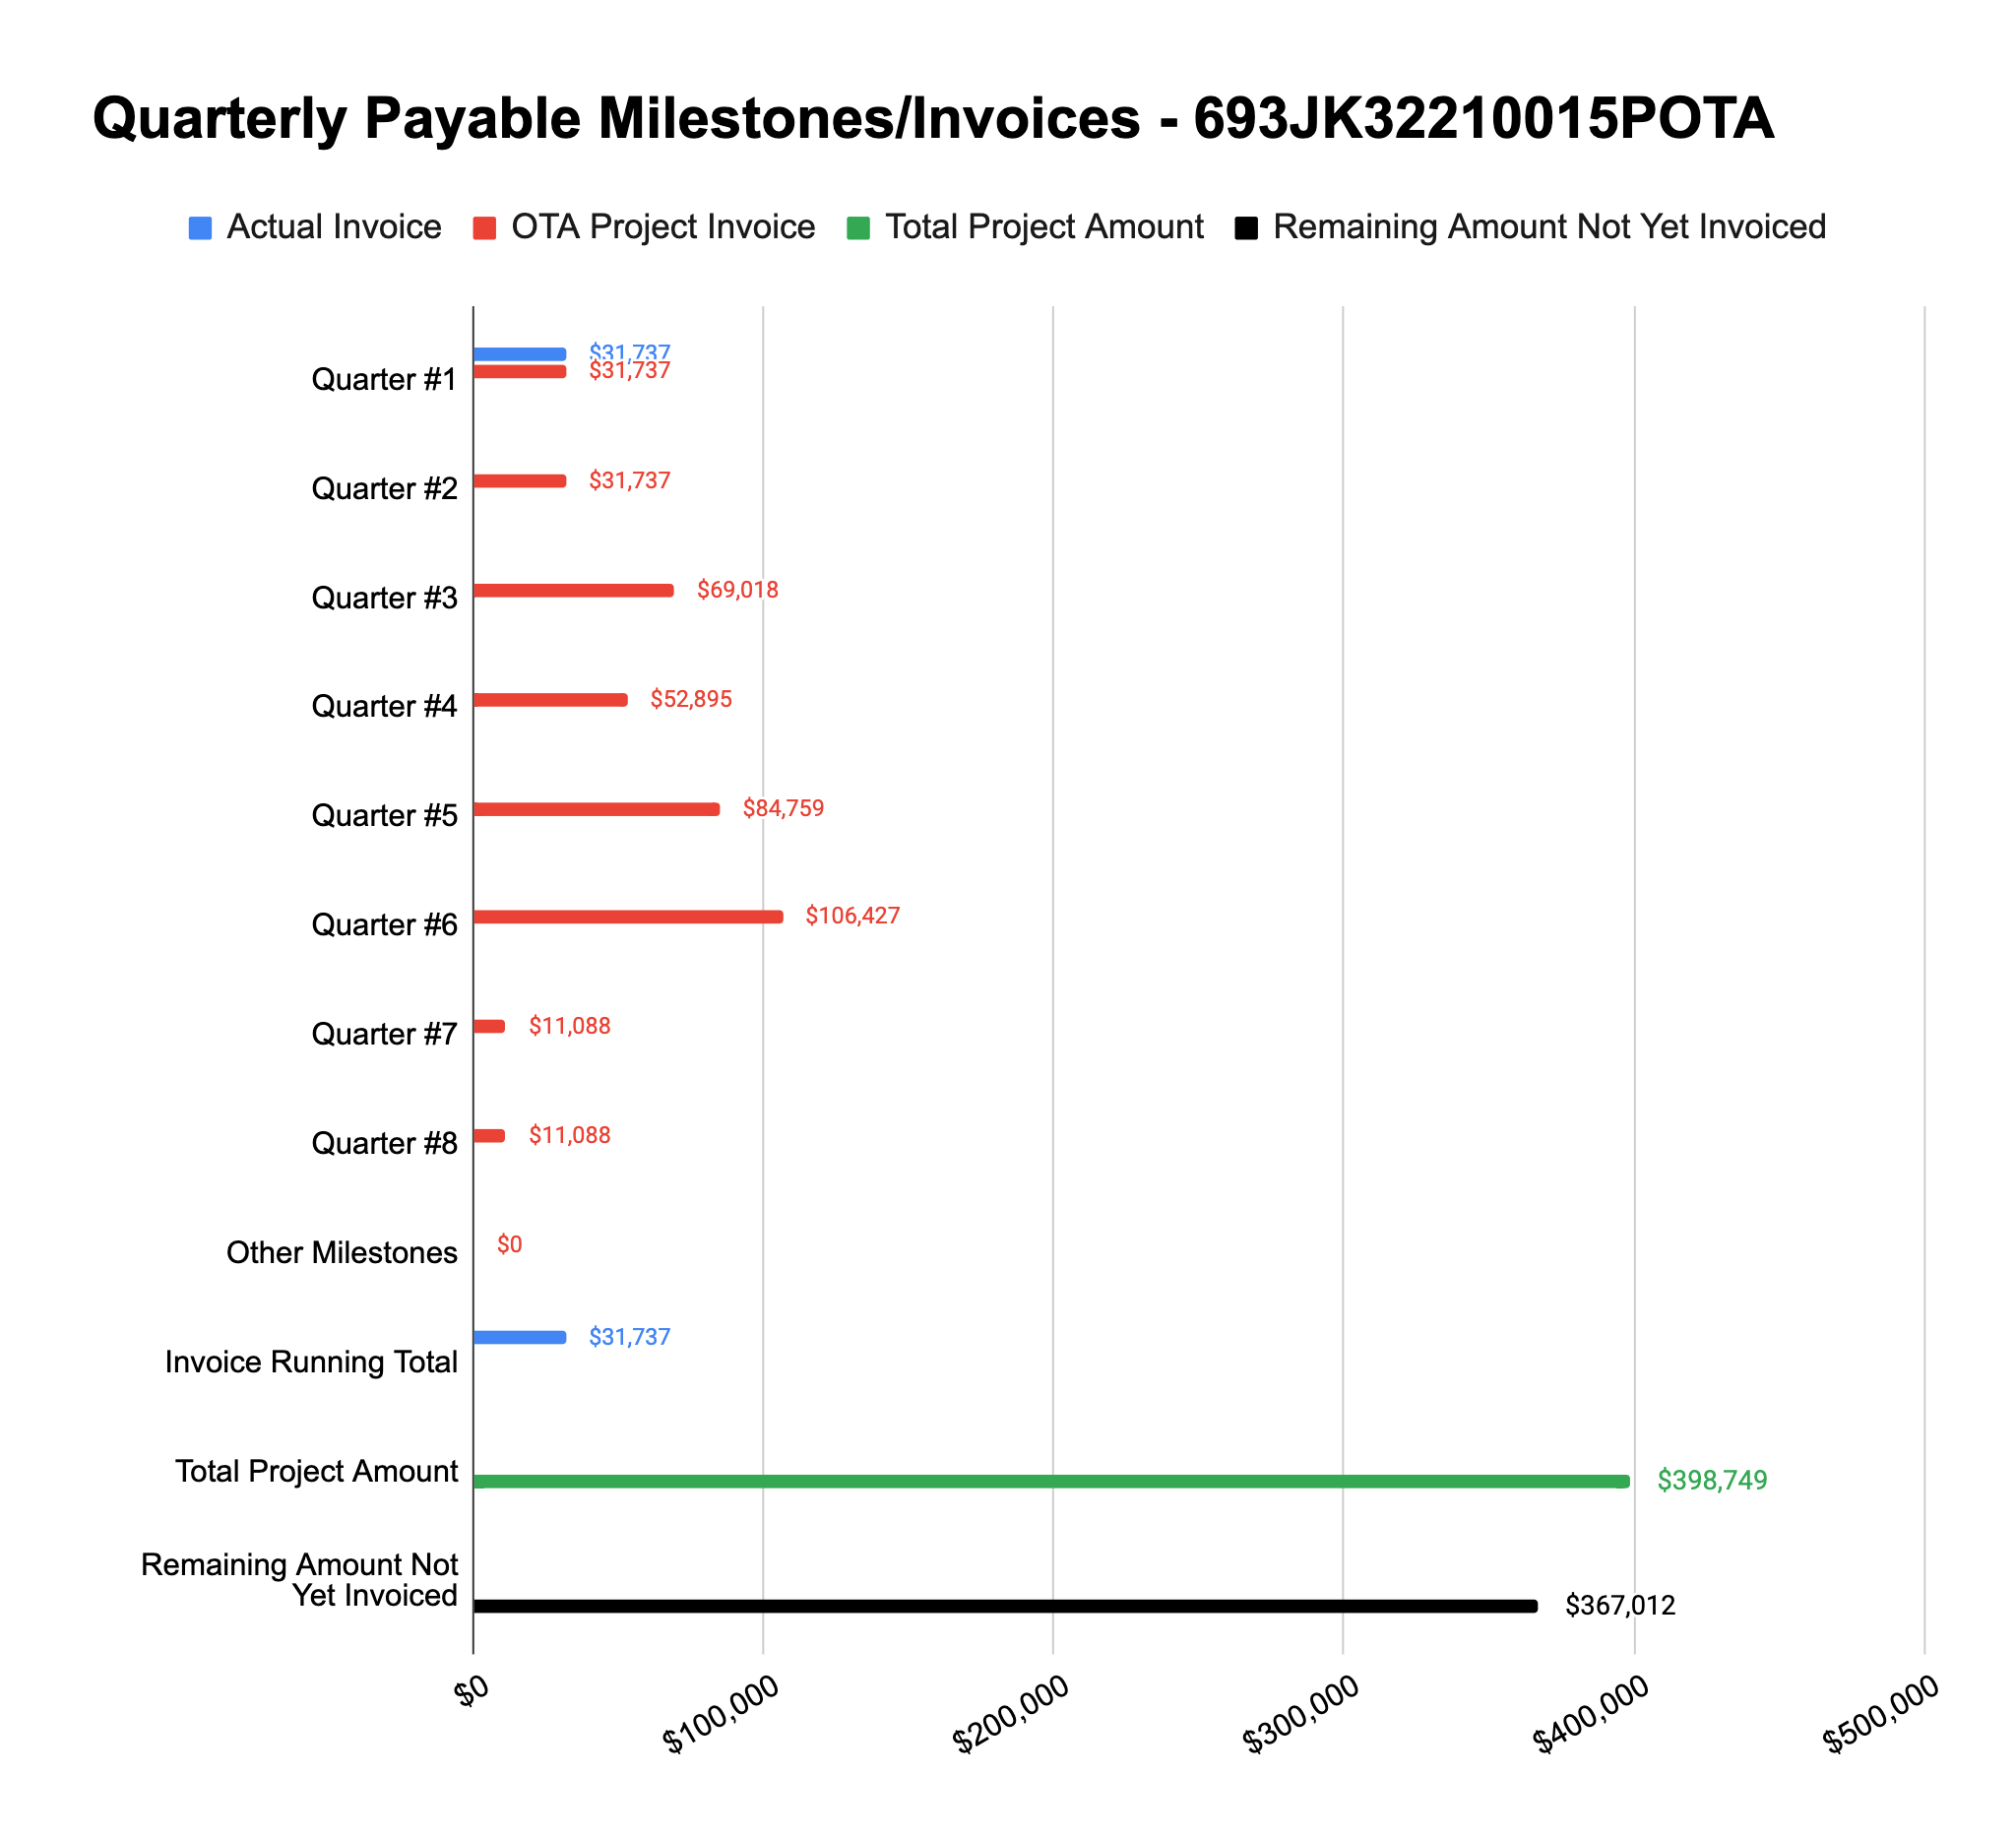 Quarterly Payable Milestones/Invoices - 693JK32210015POTA
Actual Invoice OTA Project Invoice Total Project Amount Remaining Amount Not Yet Invoiced
$31,737
Quarter #1 $31,737
Quarter #2 $31,737
Quarter #3 $69,018
Quarter #4 $52,895
Quarter #5 $84,759
Quarter #6 $106,427
Quarter #7 $11,088
Quarter #8 $11,088
Other Milestones $0
Invoice Running Total $31,737
Total Project Amount $398,749
Remaining Amount Not
Yet Invoiced $367,012
$0 $100,000 $200,000 $300,000 $400,000 $500,000